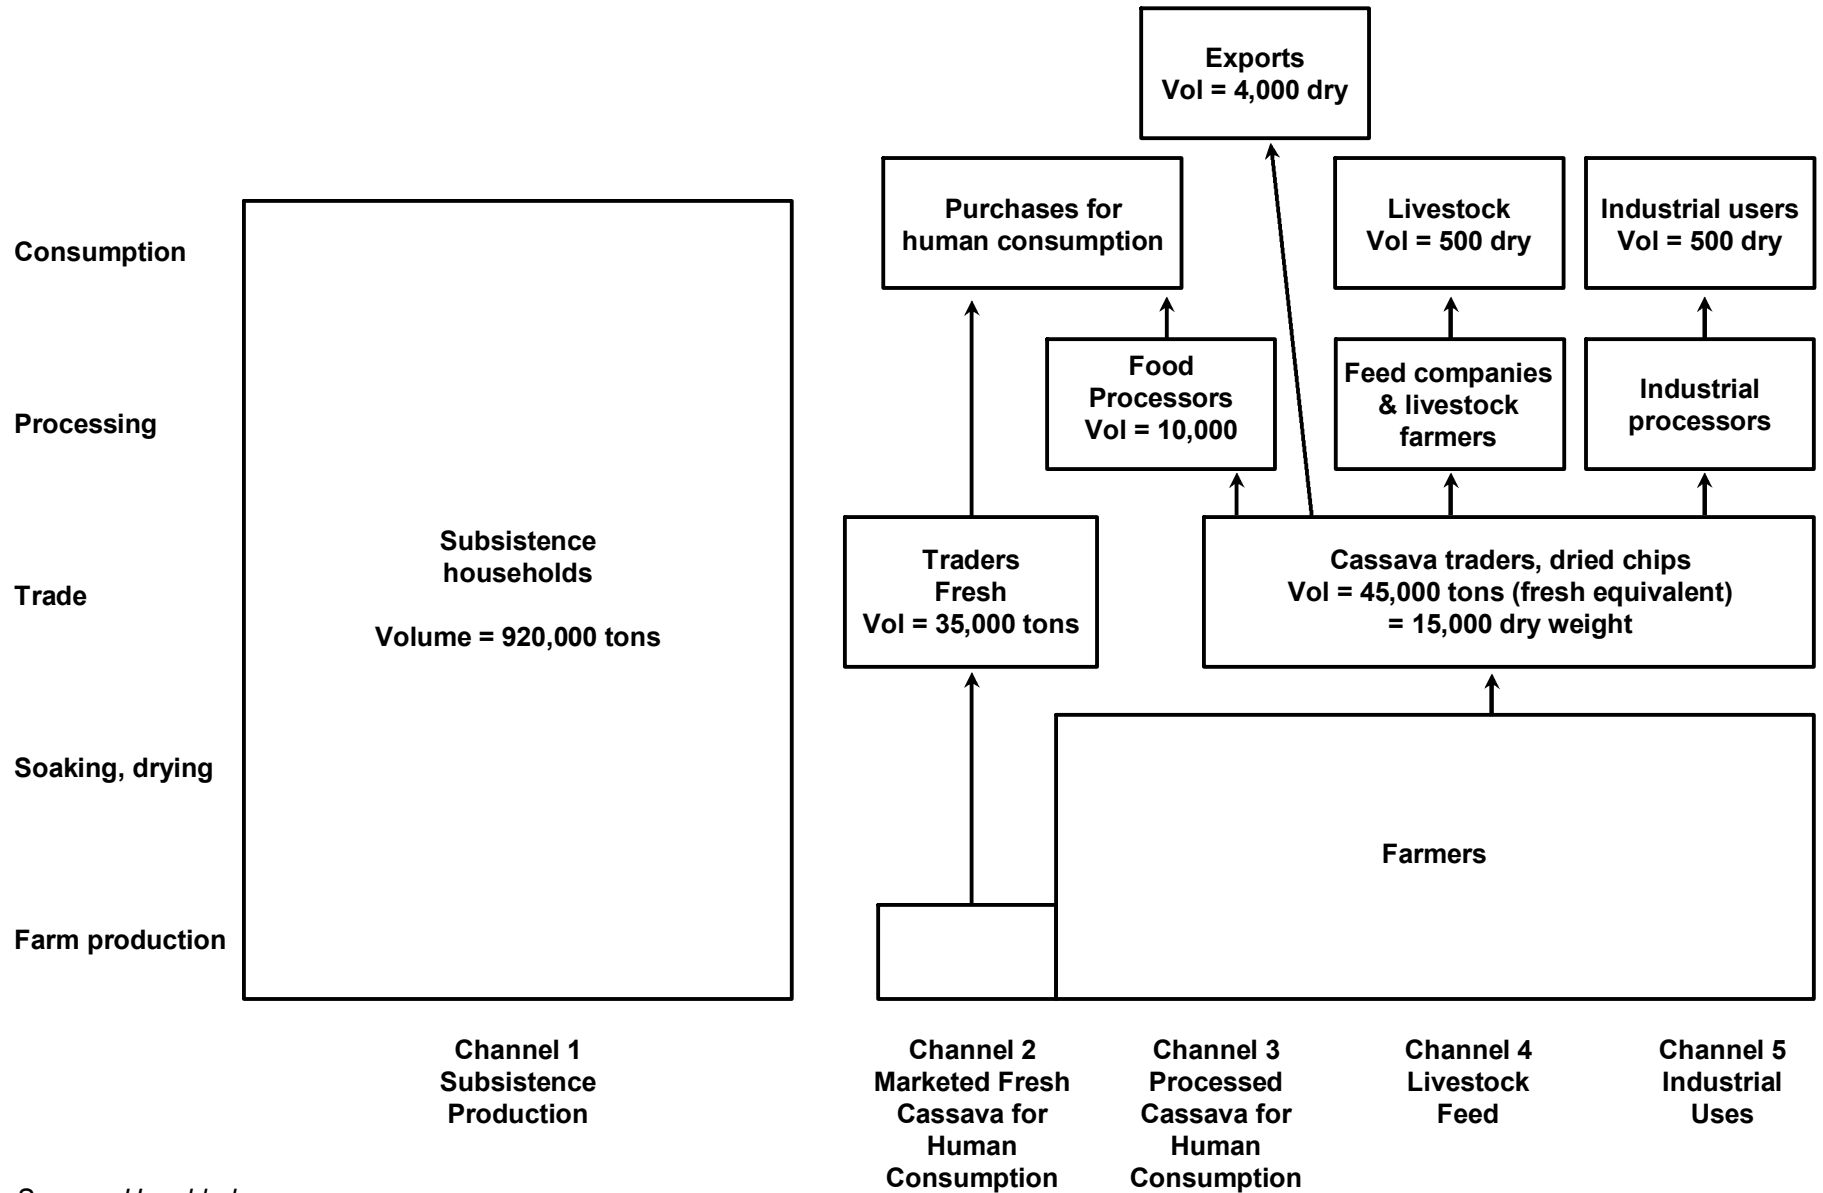 Exports
Vol = 4,000 dry
Purchases for
human consumption
Livestock
Vol = 500 dry
Industrial users
Vol = 500 dry
Consumption
Food
Processors
Vol = 10,000
Feed companies
& livestock
farmers
Industrial
processors
Processing
Subsistence
households
Volume = 920,000 tons
Traders
Fresh
Vol = 35,000 tons
Cassava traders, dried chips
Vol = 45,000 tons (fresh equivalent)
= 15,000 dry weight
Trade
Soaking, drying
Farmers
Farm production
Channel 1
Subsistence
Production
Channel 2
Marketed Fresh
Cassava for
Human
Consumption
Channel 3
Processed
Cassava for
Human
Consumption
Channel 4
Livestock
Feed
Channel 5
Industrial
Uses